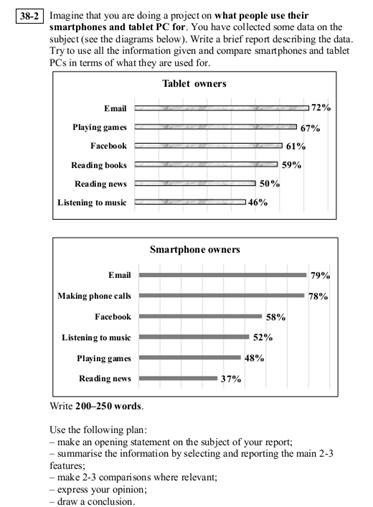 38-2 Imagine that you are doing a project on what people use their
smartphones and tablet PC for. You have collected some data on the
subject (see the diagrams below). Write a brief report describing the data.
Try to use all the information given and compare smartphones and tablet
PCs in terms of what they are used for.
Tablet owners
Email 72%
Playing games 67%
Facebook 61%
Reading books 59%
Reading news 50%
Listening to music 46%
Smartphone owners
Email 79%
Making phone calls 78%
Facebook 58%
Listening to music 52%
Playing games 48%
Reading news 37%
Write 200–250 words.
Use the following plan:
– make an opening statement on the subject of your report;
– summarise the information by selecting and reporting the main 2-3
features;
– make 2-3 comparisons where relevant;
– express your opinion;
– draw a conclusion.